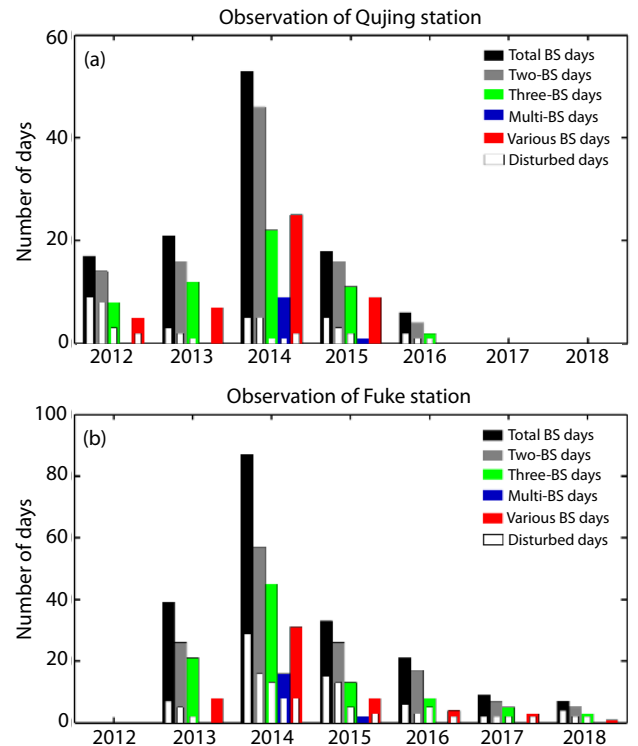 Observation of Qujing station
60
(a)
Total BS days
Two-BS days
Three-BS days
Multi-BS days
Various BS days
Disturbed days
40
Number of days
20
0
2012 2013 2014 2015 2016 2017 2018
Observation of Fuke station
100
(b)
Total BS days
Two-BS days
Three-BS days
Multi-BS days
Various BS days
Disturbed days
80
60
Number of days
40
20
0
2012 2013 2014 2015 2016 2017 2018